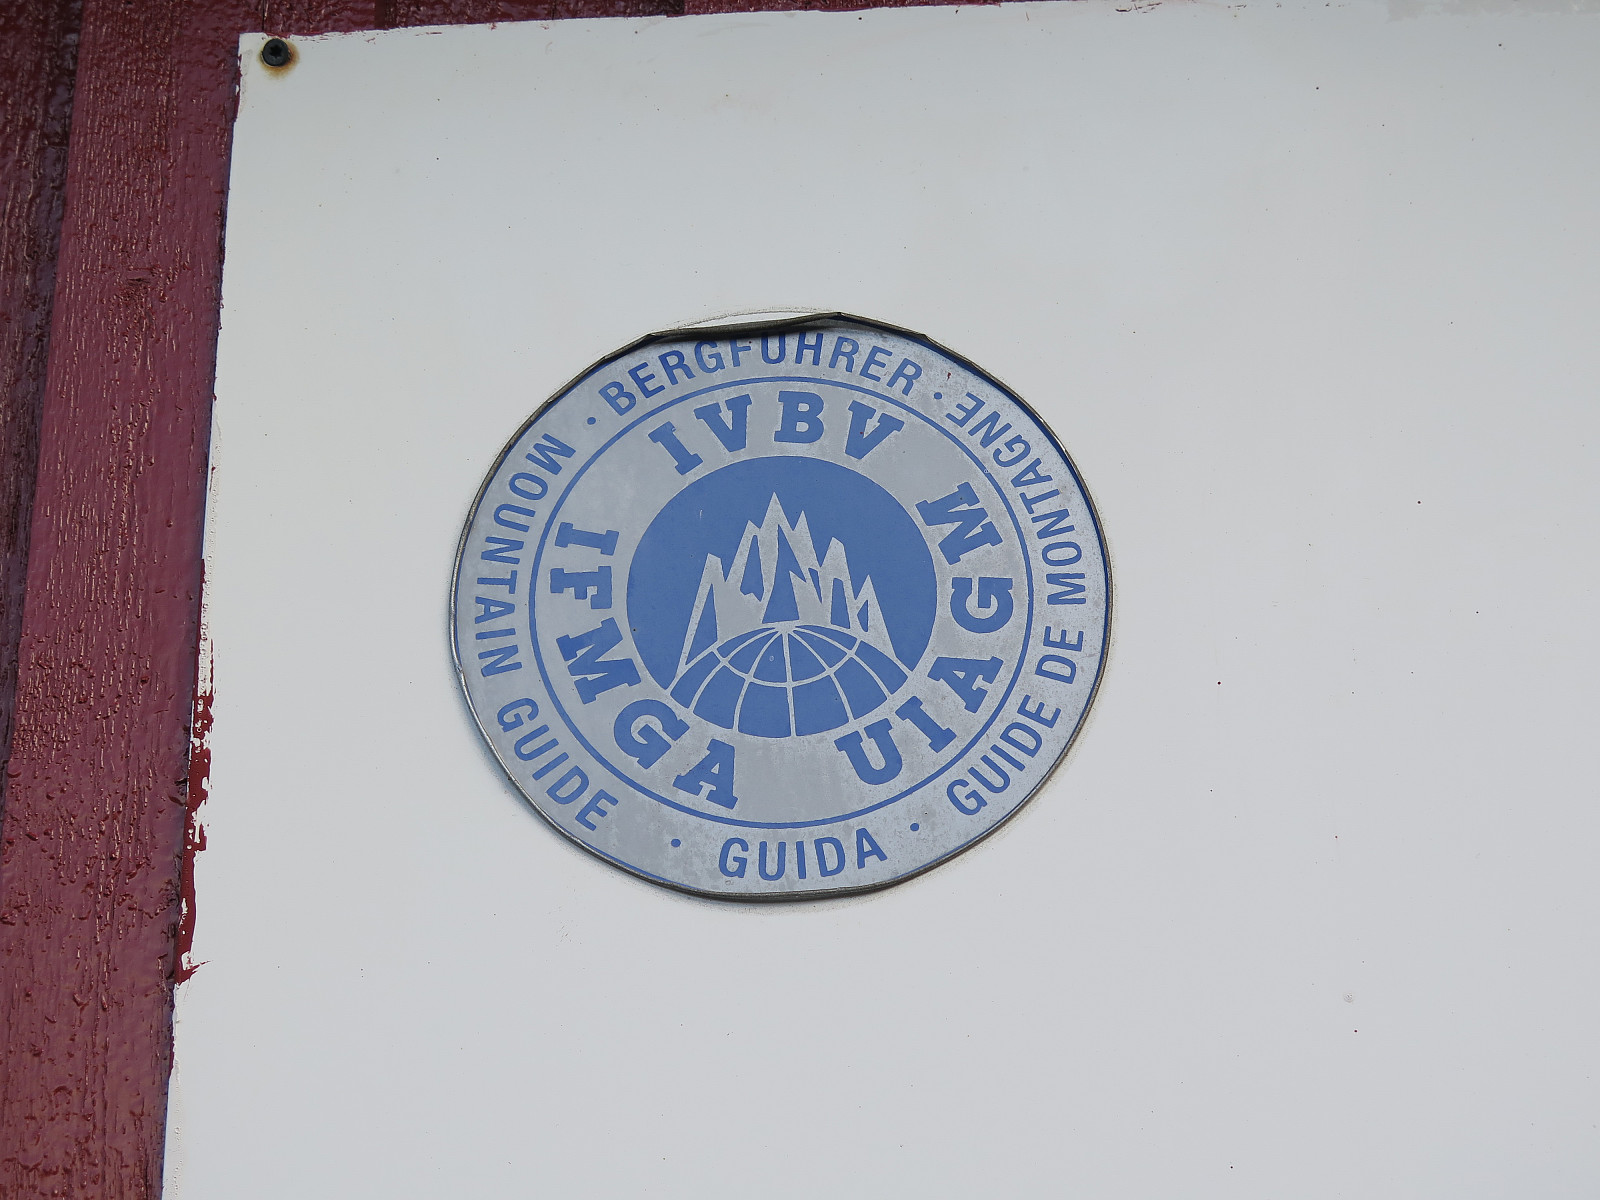 · BERGFÜHRER ·
GUIDE DE MONTAGNE
· GUIDA ·
MOUNTAIN GUIDE
IVBV
UIAGM
IFMGA